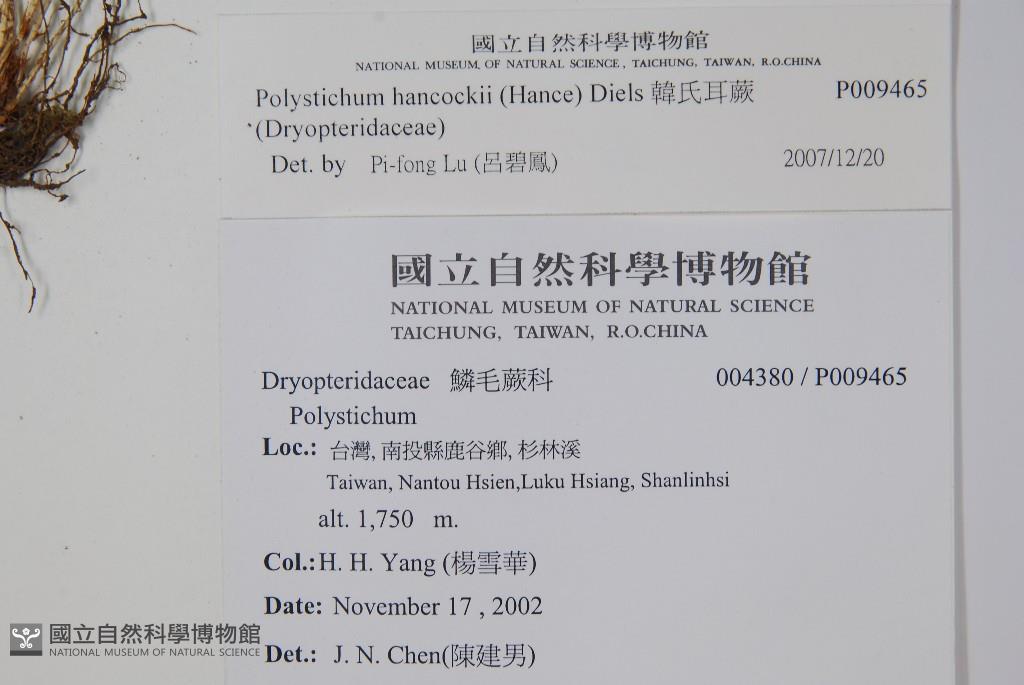 國立自然科學博物館
NATIONAL MUSEUM OF NATURAL SCIENCE, TAICHUNG, TAIWAN, R.O.CHINA
Polystichum hancockii (Hance) Diels 韓氏耳蕨 P009465
(Dryopteridaceae)
Det. by Pi-fong Lu (呂碧鳳) 2007/12/20
國立自然科學博物館
NATIONAL MUSEUM OF NATURAL SCIENCE
TAICHUNG, TAIWAN, R.O.CHINA
Dryopteridaceae 鱗毛蕨科 004380 / P009465
Polystichum
Loc.: 台灣, 南投縣鹿谷鄉, 杉林溪
Taiwan, Nantou Hsien,Luku Hsiang, Shanlinhsi
alt. 1,750 m.
Col.:H. H. Yang (楊雪華)
Date: November 17 , 2002
Det.: J. N. Chen(陳建男)
國立自然科學博物館
NATIONAL MUSEUM OF NATURAL SCIENCE